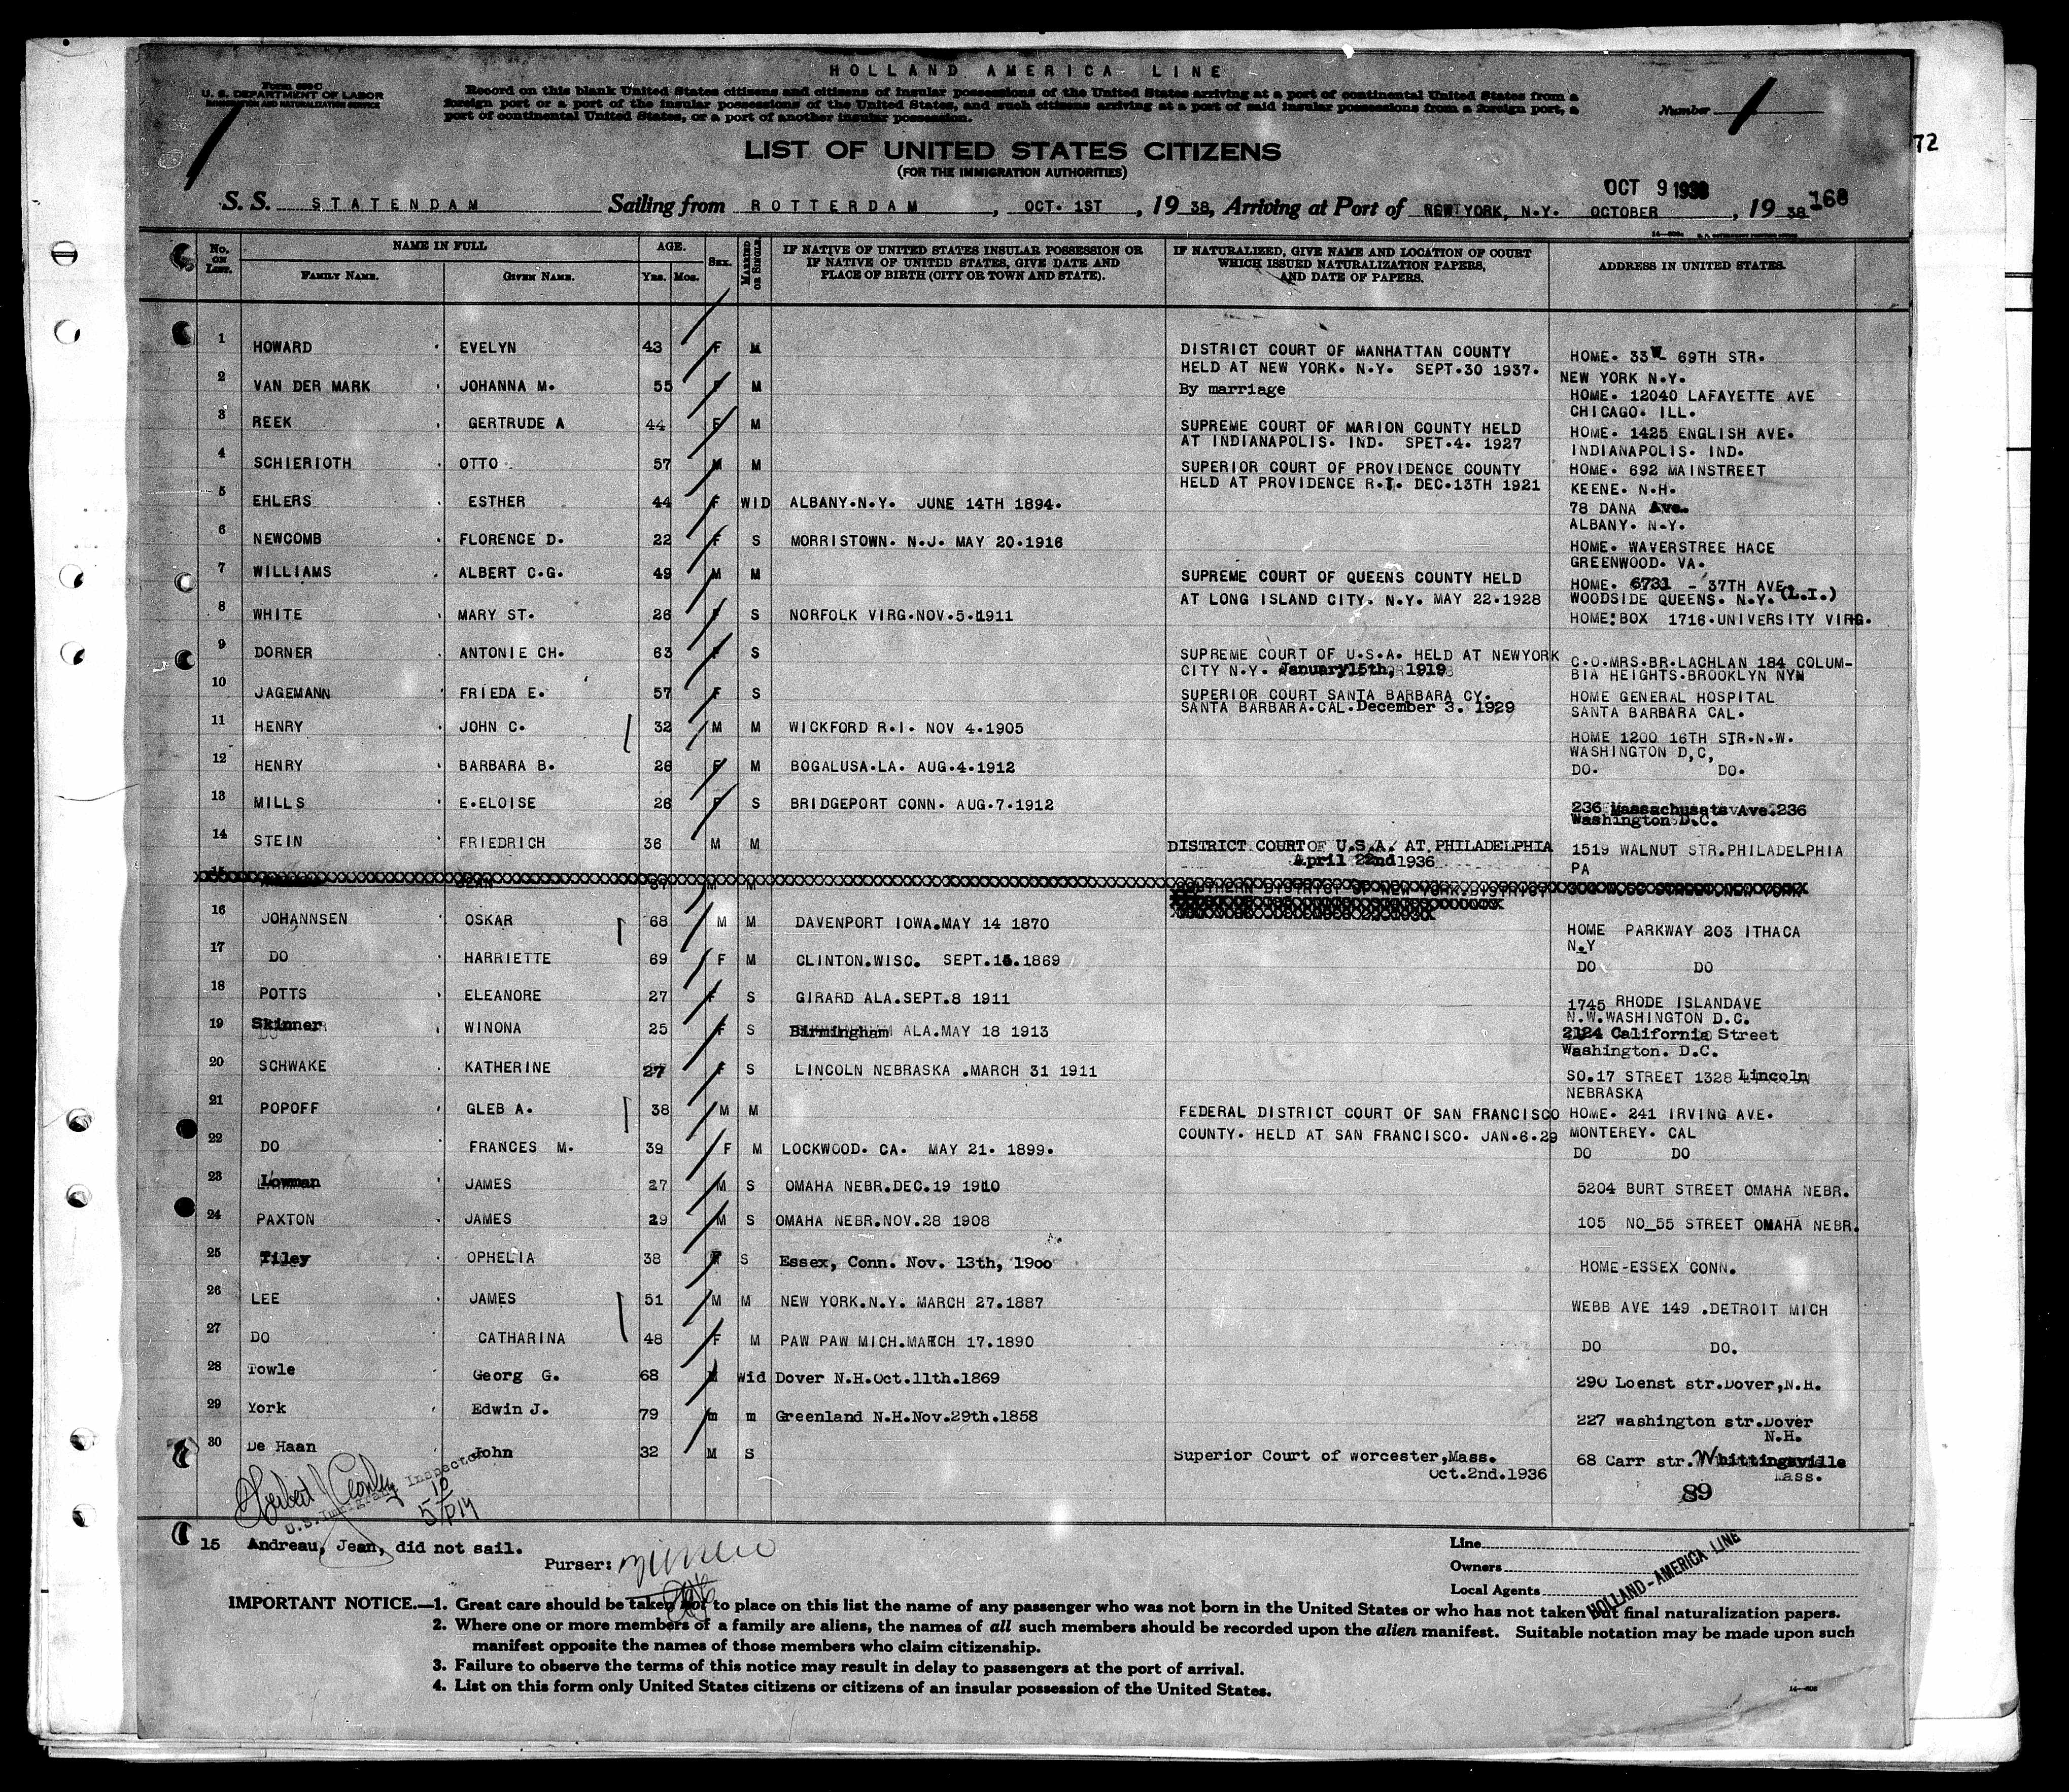 HOLLAND AMERICA LINE
U. S. DEPARTMENT OF LABOR
IMMIGRATION AND NATURALIZATION SERVICE
Record on this blank United States citizens and citizens of insular possessions of the United States arriving at a port of continental United States from a
foreign port or a port of the insular possessions of the United States, and such citizens arriving at a port of said insular possessions from a foreign port, a
port of continental United States, or a port of another insular possession.
Number
72
LIST OF UNITED STATES CITIZENS
(FOR THE IMMIGRATION AUTHORITIES)
OCT 9 1938
S. S. STATENDAM Sailing from ROTTERDAM, OCT. 1ST, 19 38, Arriving at Port of NEW YORK, N.Y. OCTOBER, 19 38 168
No. on List. NAME IN FULL FAMILY NAME. GIVEN NAME. AGE. Yrs. Mos. SEX. MARRIED OR SINGLE IF NATIVE OF UNITED STATES INSULAR POSSESSION OR IF NATIVE OF UNITED STATES, GIVE DATE AND PLACE OF BIRTH (CITY OR TOWN AND STATE). IF NATURALIZED, GIVE NAME AND LOCATION OF COURT WHICH ISSUED NATURALIZATION PAPERS, AND DATE OF PAPERS. ADDRESS IN UNITED STATES.
1 HOWARD EVELYN 43 F M DISTRICT COURT OF MANHATTAN COUNTY HOME. 33 W 69TH STR.
HELD AT NEW YORK. N.Y. SEPT.30 1937. NEW YORK N.Y.
2 VAN DER MARK JOHANNA M. 55 F M By marriage HOME. 12040 LAFAYETTE AVE
CHICAGO. ILL.
3 REEK GERTRUDE A 44 F M SUPREME COURT OF MARION COUNTY HELD HOME. 1425 ENGLISH AVE.
AT INDIANAPOLIS. IND. SPET.4. 1927 INDIANAPOLIS. IND.
4 SCHIERIOTH OTTO 57 M M SUPERIOR COURT OF PROVIDENCE COUNTY HOME. 692 MAINSTREET
HELD AT PROVIDENCE R.I. DEC.13TH 1921 KEENE. N.H.
5 EHLERS ESTHER 44 F WID ALBANY.N.Y. JUNE 14TH 1894. 78 DANA Ave.
ALBANY. N.Y.
6 NEWCOMB FLORENCE D. 22 F S MORRISTOWN. N.J. MAY 20.1916 HOME. WAVERSTREE HACE
GREENWOOD. VA.
7 WILLIAMS ALBERT C.G. 49 M M SUPREME COURT OF QUEENS COUNTY HELD HOME. 6731 - 37TH AVE
AT LONG ISLAND CITY. N.Y. MAY 22.1928 WOODSIDE QUEENS. N.Y. (L.I.)
8 WHITE MARY ST. 26 F S NORFOLK VIRG.NOV.5.1911 HOME:BOX 1716.UNIVERSITY VIRG.
9 DORNER ANTONIE CH. 63 F S SUPREME COURT OF U.S.A. HELD AT NEWYORK C.O.MRS.BR.LACHLAN 184 COLUM-
CITY N.Y. January15th, 1919 BIA HEIGHTS.BROOKLYN NYN
10 JAGEMANN FRIEDA E. 57 F S SUPERIOR COURT SANTA BARBARA CY. HOME GENERAL HOSPITAL
SANTA BARBARA.CAL.December 3. 1929 SANTA BARBARA CAL.
11 HENRY JOHN C. 32 M M WICKFORD R.I. NOV 4.1905 HOME 1200 16TH STR.N.W.
WASHINGTON D,C,
12 HENRY BARBARA B. 26 F M BOGALUSA.LA. AUG.4.1912 DO. DO.
13 MILLS E.ELOISE 26 F S BRIDGEPORT CONN. AUG.7.1912 236 Massachusets Ave.236
Washington D.C.
14 STEIN FRIEDRICH 36 M M DISTRICT COURT OF U.S.A. AT PHILADELPHIA 1519 WALNUT STR.PHILADELPHIA
April 22nd 1936 PA
15 JEAN 37 M M
16 JOHANNSEN OSKAR 68 M M DAVENPORT IOWA.MAY 14 1870 HOME PARKWAY 203 ITHACA
N.Y
17 DO HARRIETTE 69 F M CLINTON.WISC. SEPT.15.1869 DO DO
18 POTTS ELEANORE 27 F S GIRARD ALA.SEPT.8 1911 1745 RHODE ISLANDAVE
N.W.WASHINGTON D.C.
19 Skinner WINONA 25 F S Birmingham ALA.MAY 18 1913 2124 California Street
Washington. D.C.
20 SCHWAKE KATHERINE 27 F S LINCOLN NEBRASKA .MARCH 31 1911 SO.17 STREET 1328 Lincoln
NEBRASKA
21 POPOFF GLEB A. 38 M M FEDERAL DISTRICT COURT OF SAN FRANCISCO HOME. 241 IRVING AVE.
COUNTY. HELD AT SAN FRANCISCO. JAN.6.29 MONTEREY. CAL
22 DO FRANCES M. 39 F M LOCKWOOD. CA. MAY 21. 1899. DO DO
23 Lowman JAMES 27 M S OMAHA NEBR.DEC.19 1910 5204 BURT STREET OMAHA NEBR.
24 PAXTON JAMES 29 M S OMAHA NEBR.NOV.28 1908 105 NO_55 STREET OMAHA NEBR.
25 Tiley OPHELIA 38 F S Essex, Conn. Nov. 13th, 1900 HOME-ESSEX CONN.
26 LEE JAMES 51 M M NEW YORK.N.Y. MARCH 27.1887 WEBB AVE 149 .DETROIT MICH
27 DO CATHARINA 48 F M PAW PAW MICH.MARCH 17.1890 DO DO.
28 Towle Georg G. 68 M Wid Dover N.H.Oct.11th.1869 290 Loenst str.Dover,N.H.
29 York Edwin J. 79 m m Greenland N.H.Nov.29th.1858 227 washington str.Dover
N.H.
30 De Haan John 32 M S Superior Court of worcester,Mass. 68 Carr str. Whittingsville
Oct.2nd.1936 Mass.
89
U.S. Immigrant Inspector
15 Andreau, Jean, did not sail.
Purser:
Line
Owners
Local Agents
HOLLAND-AMERICA LINE
IMPORTANT NOTICE.—1. Great care should be taken not to place on this list the name of any passenger who was not born in the United States or who has not taken out final naturalization papers.
2. Where one or more members of a family are aliens, the names of all such members should be recorded upon the alien manifest. Suitable notation may be made upon such
manifest opposite the names of those members who claim citizenship.
3. Failure to observe the terms of this notice may result in delay to passengers at the port of arrival.
4. List on this form only United States citizens or citizens of an insular possession of the United States.